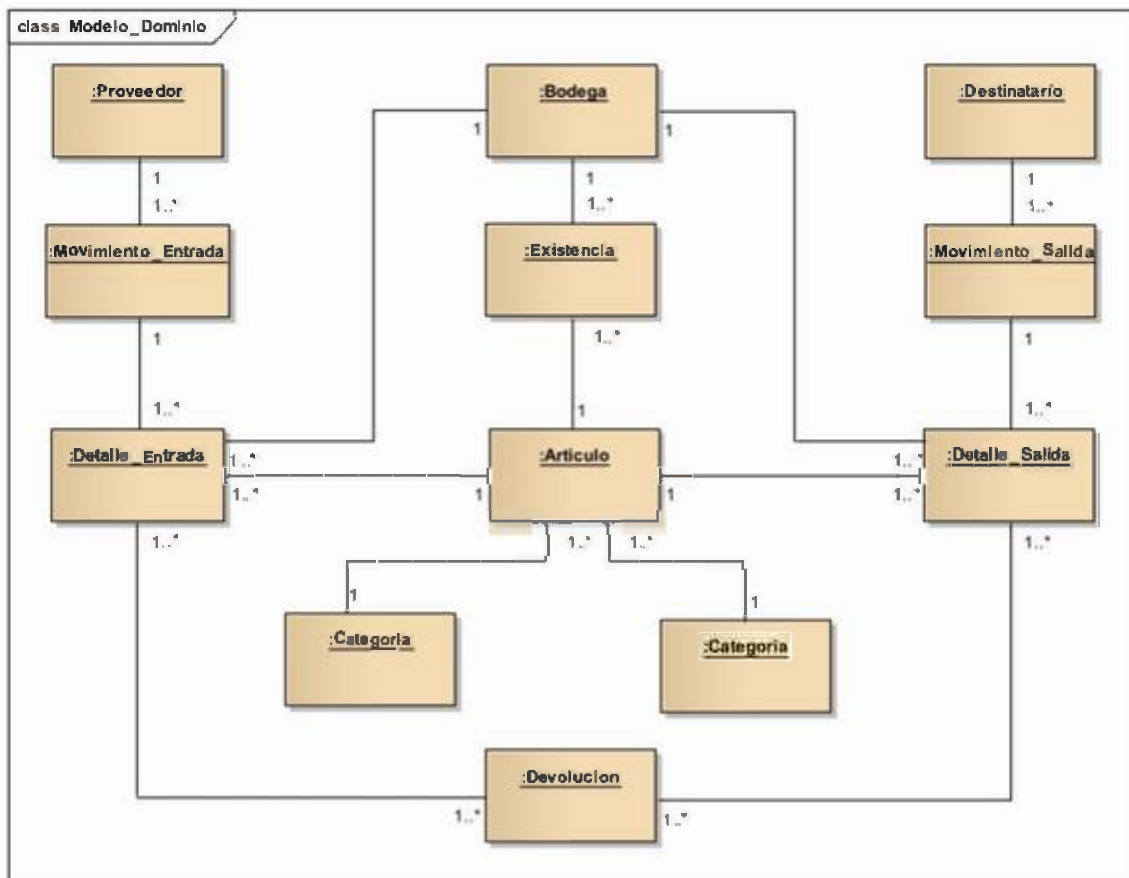 class Modelo_Dominio
:Proveedor
:Bodega
:Destinatario
1
1
1
1
1
1..*
1..*
1..*
:Movimiento_Entrada
:Existencia
:Movimiento_Salida
1
1..*
1
1..*
1
1..*
:Detalle_Entrada
:Articulo
:Detalle_Salida
1..*
1..*
1..*
1
1
1..*
1..*
1..*
1..*
1..*
1
1
:Categoria
:Categoria
:Devolucion
1..*
1..*